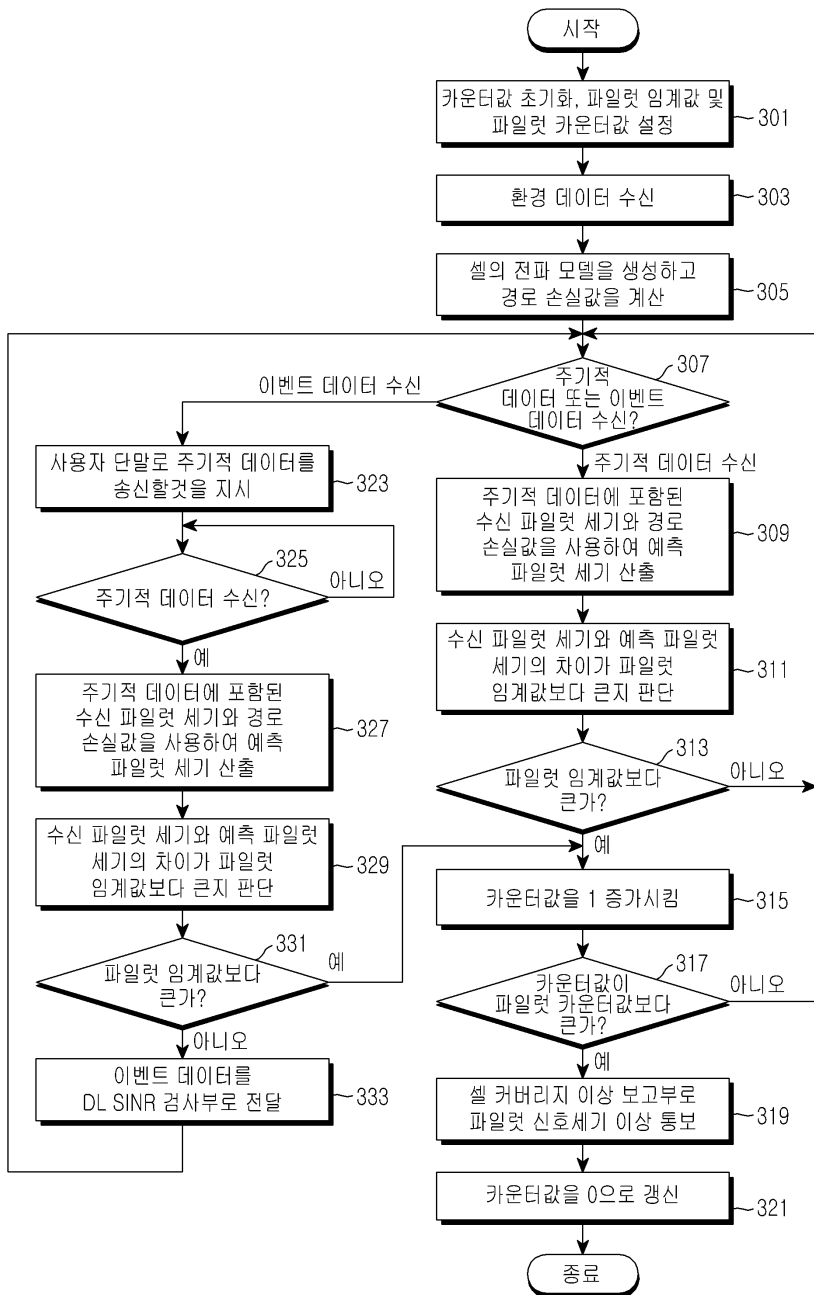 시작
카운터값 초기화, 파일럿 임계값 및
파일럿 카운터값 설정
301
환경 데이터 수신
303
셀의 전파 모델을 생성하고
경로 손실값을 계산
305
307
주기적
데이터 또는 이벤트
데이터 수신?
이벤트 데이터 수신
주기적 데이터 수신
사용자 단말로 주기적 데이터를
송신할것을 지시
323
325
주기적 데이터 수신?
아니오
예
주기적 데이터에 포함된
수신 파일럿 세기와 경로
손실값을 사용하여 예측
파일럿 세기 산출
327
수신 파일럿 세기와 예측 파일럿
세기의 차이가 파일럿
임계값보다 큰지 판단
329
331
파일럿 임계값보다
큰가?
예
아니오
이벤트 데이터를
DL SINR 검사부로 전달
333
주기적 데이터에 포함된
수신 파일럿 세기와 경로
손실값을 사용하여 예측
파일럿 세기 산출
309
수신 파일럿 세기와 예측 파일럿
세기의 차이가 파일럿
임계값보다 큰지 판단
311
313
파일럿 임계값보다
큰가?
아니오
예
카운터값을 1 증가시킴
315
317
카운터값이
파일럿 카운터값보다
큰가?
아니오
예
셀 커버리지 이상 보고부로
파일럿 신호세기 이상 통보
319
카운터값을 0으로 갱신
321
종료